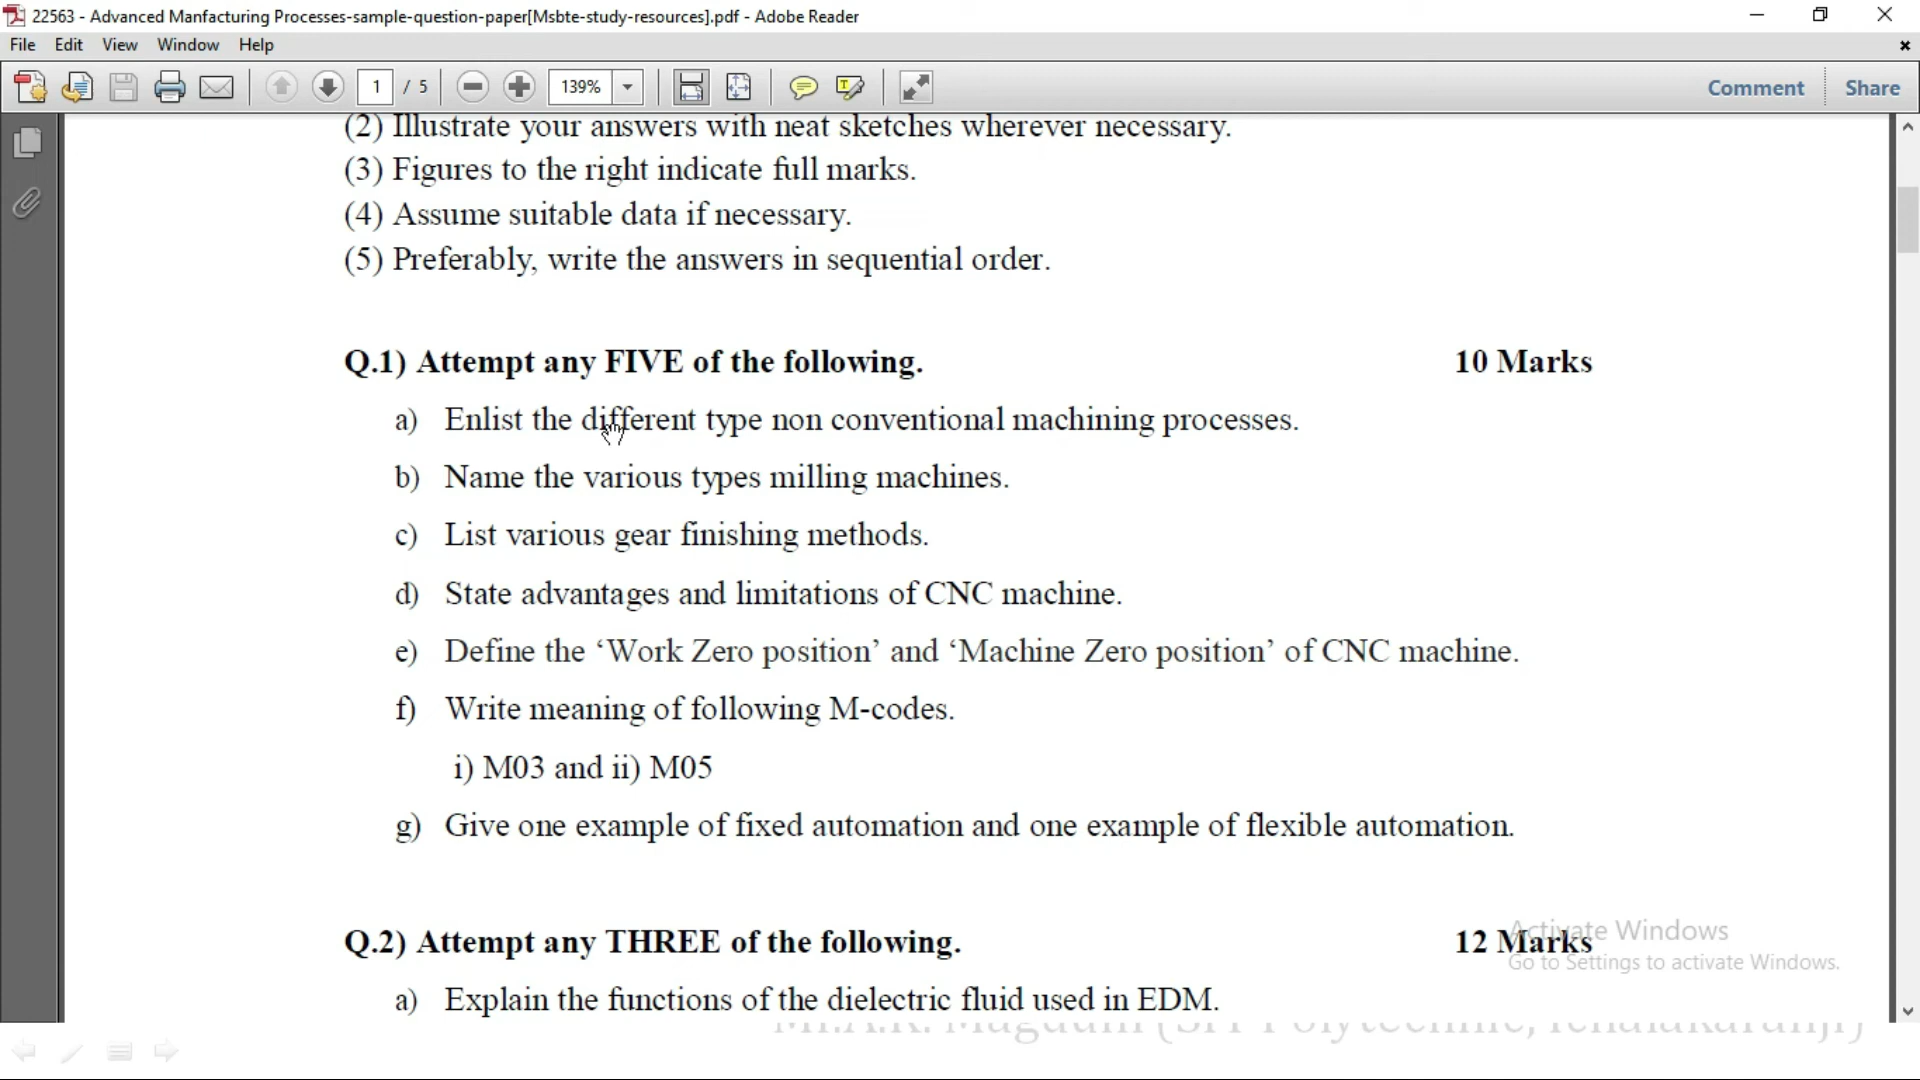 22563 - Advanced Manfacturing Processes-sample-question-paper[Msbte-study-resources].pdf - Adobe Reader
File Edit View Window Help
1 / 5 139% Comment Share
(2) Illustrate your answers with neat sketches wherever necessary.
(3) Figures to the right indicate full marks.
(4) Assume suitable data if necessary.
(5) Preferably, write the answers in sequential order.
Q.1) Attempt any FIVE of the following. 10 Marks
a) Enlist the different type non conventional machining processes.
b) Name the various types milling machines.
c) List various gear finishing methods.
d) State advantages and limitations of CNC machine.
e) Define the ‘Work Zero position’ and ‘Machine Zero position’ of CNC machine.
f) Write meaning of following M-codes.
i) M03 and ii) M05
g) Give one example of fixed automation and one example of flexible automation.
Activate Windows
Q.2) Attempt any THREE of the following. 12 Marks
Go to Settings to activate Windows.
a) Explain the functions of the dielectric fluid used in EDM.